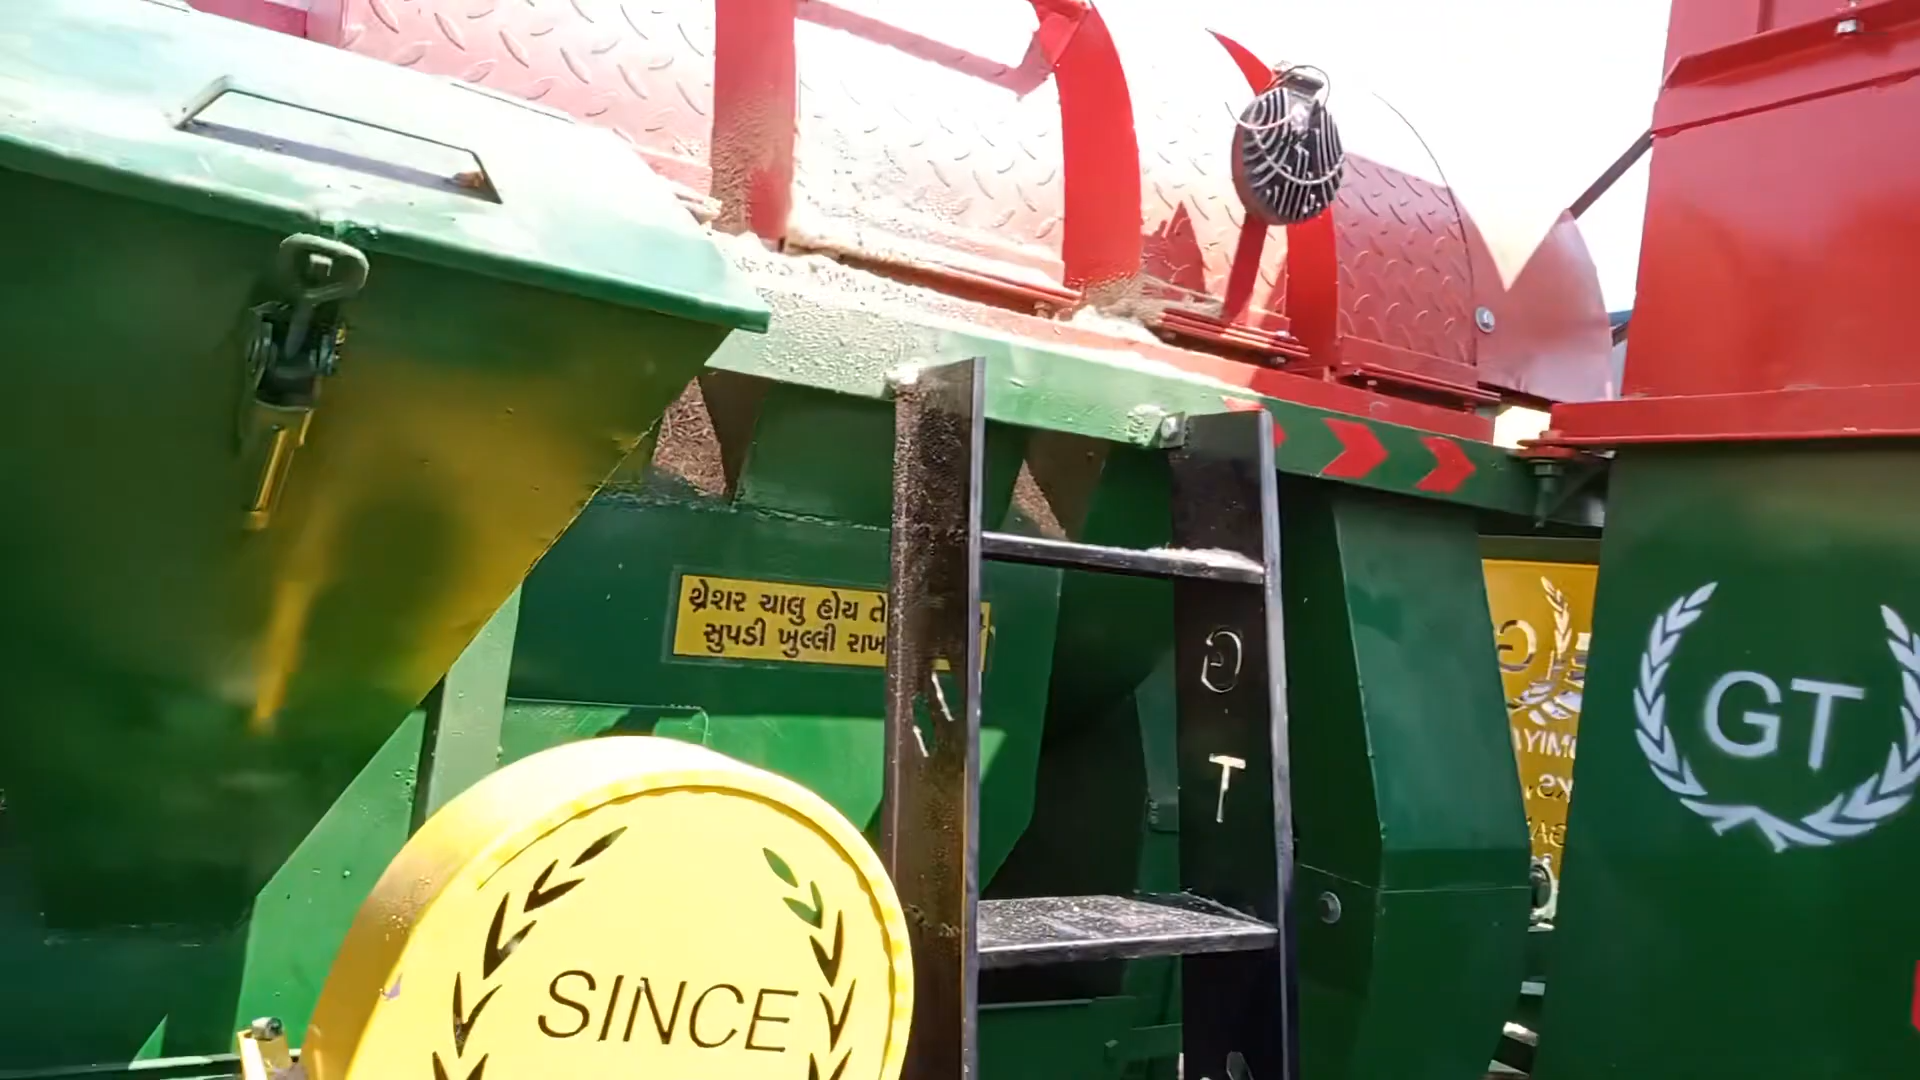 થ્રેશર ચાલુ હોય તે
સુપડી ખુલ્લી રાખ
G
T
GT
SINCE